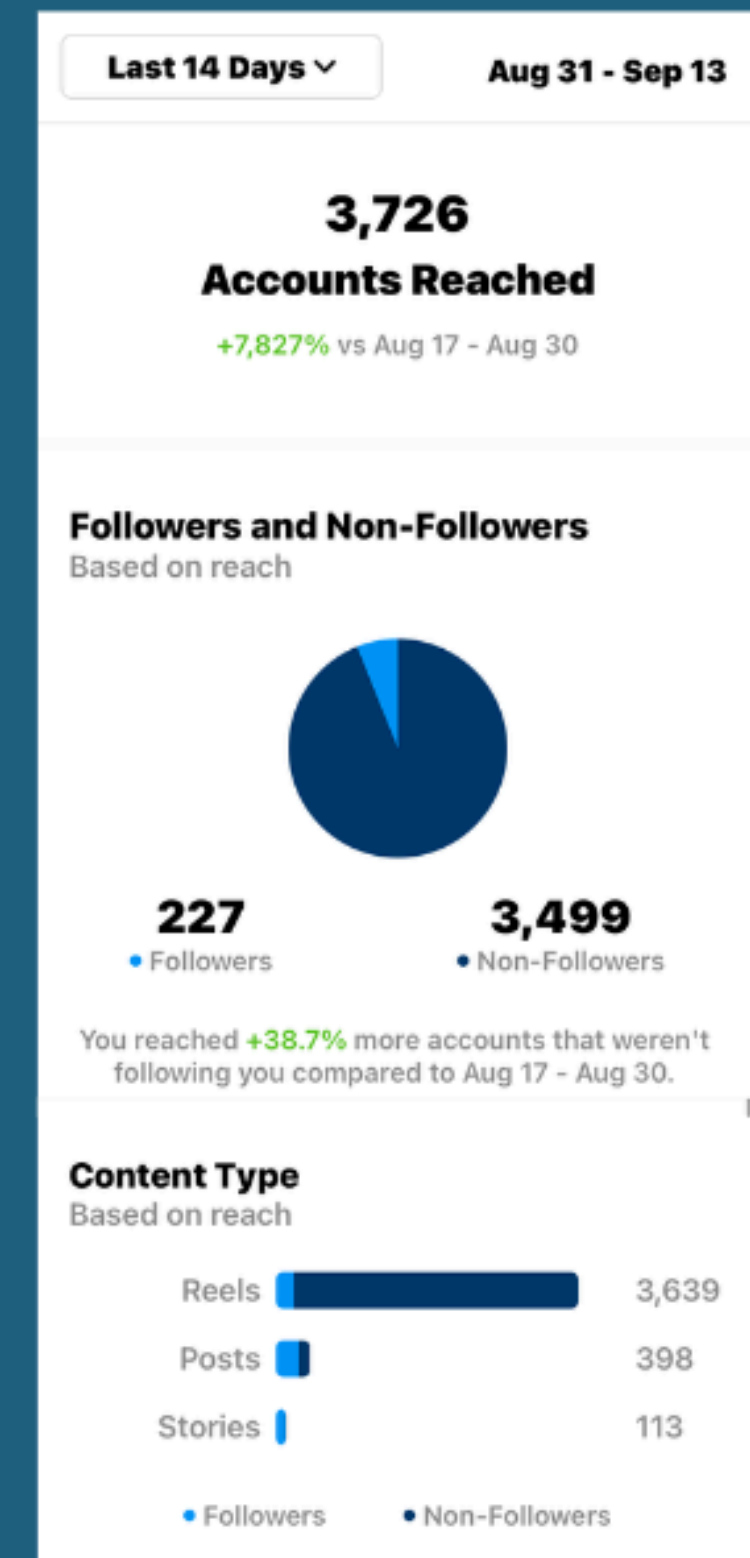 Last 14 Days
Aug 31 - Sep 13
3,726
Accounts Reached
+7,827% vs Aug 17 - Aug 30
Followers and Non-Followers
Based on reach
227
3,499
Followers
Non-Followers
You reached +38.7% more accounts that weren't
following you compared to Aug 17 - Aug 30.
Content Type
Based on reach
Reels 3,639
Posts 398
Stories 113
Followers
Non-Followers